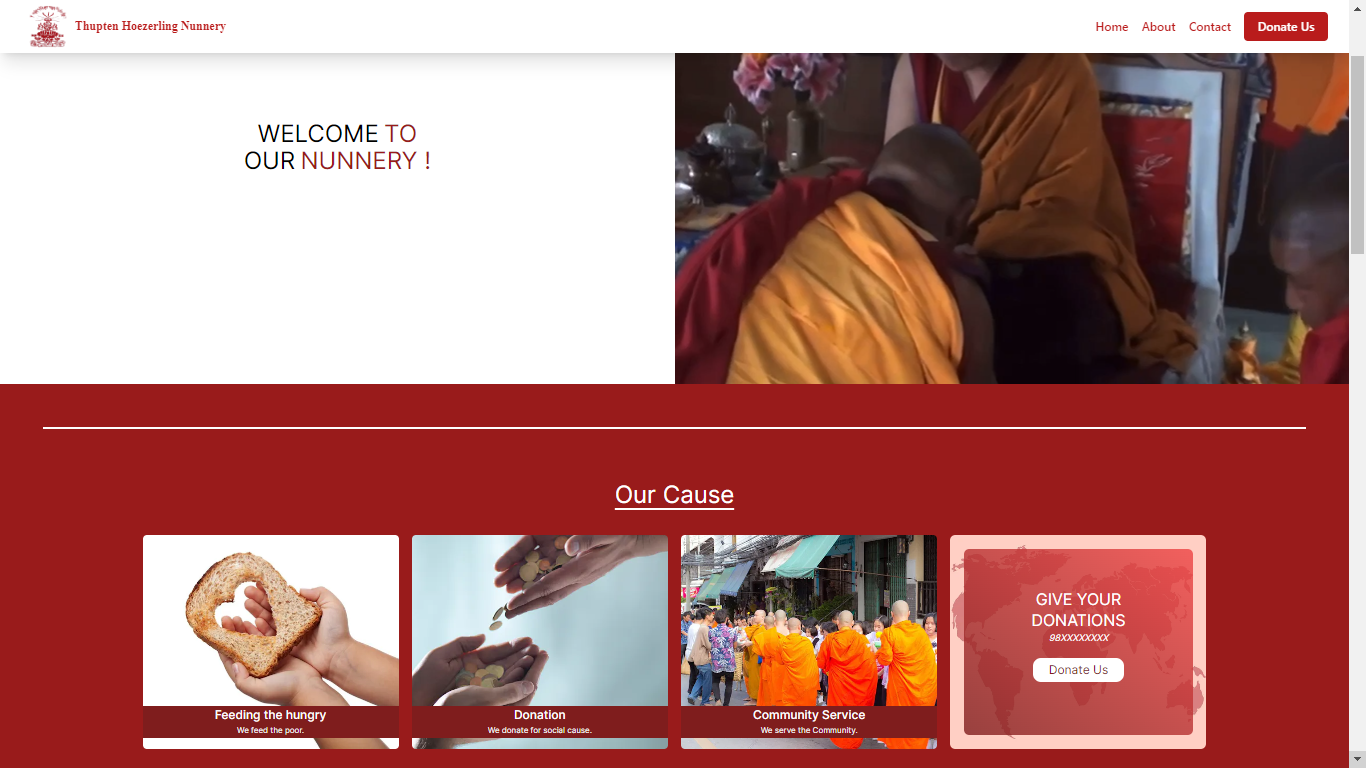 Thupten Hoezerling Nunnery
Home About Contact Donate Us
WELCOME TO
OUR NUNNERY !
Our Cause
Feeding the hungry
We feed the poor.
Donation
We donate for social cause.
Community Service
We serve the Community.
GIVE YOUR
DONATIONS
98XXXXXXXX
Donate Us